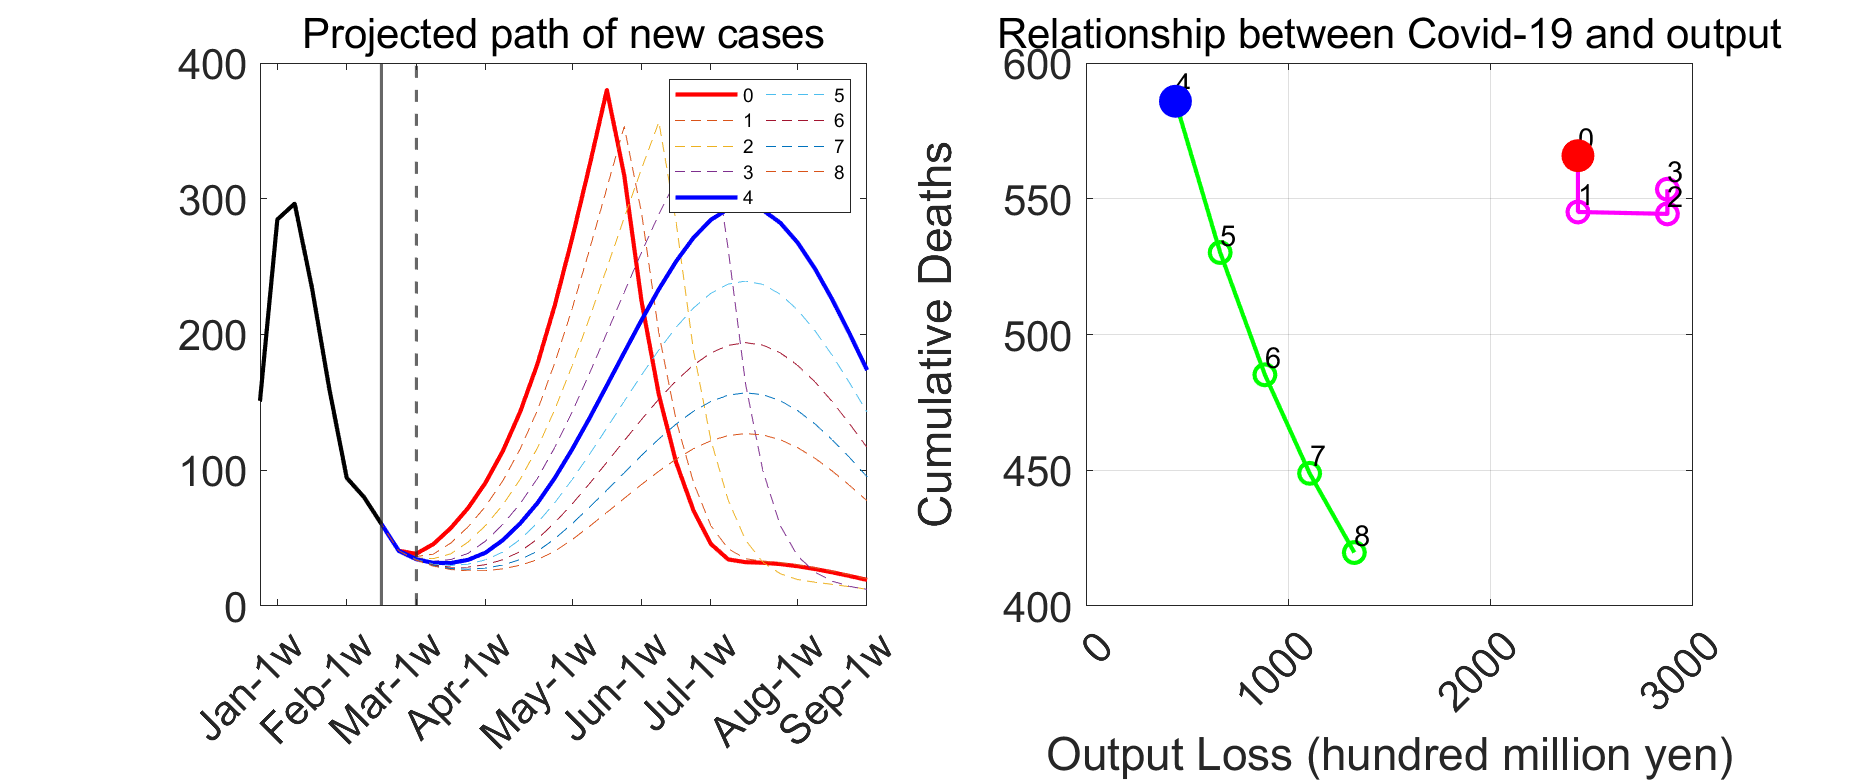 Projected path of new cases
400
300
200
100
0
Jan-1w
Feb-1w
Mar-1w
Apr-1w
May-1w
Jun-1w
Jul-1w
Aug-1w
Sep-1w
0 5
1 6
2 7
3 8
4
Relationship between Covid-19 and output
Cumulative Deaths
600
550
500
450
400
4
0
3
1
2
5
6
7
8
0
1000
2000
3000
Output Loss (hundred million yen)